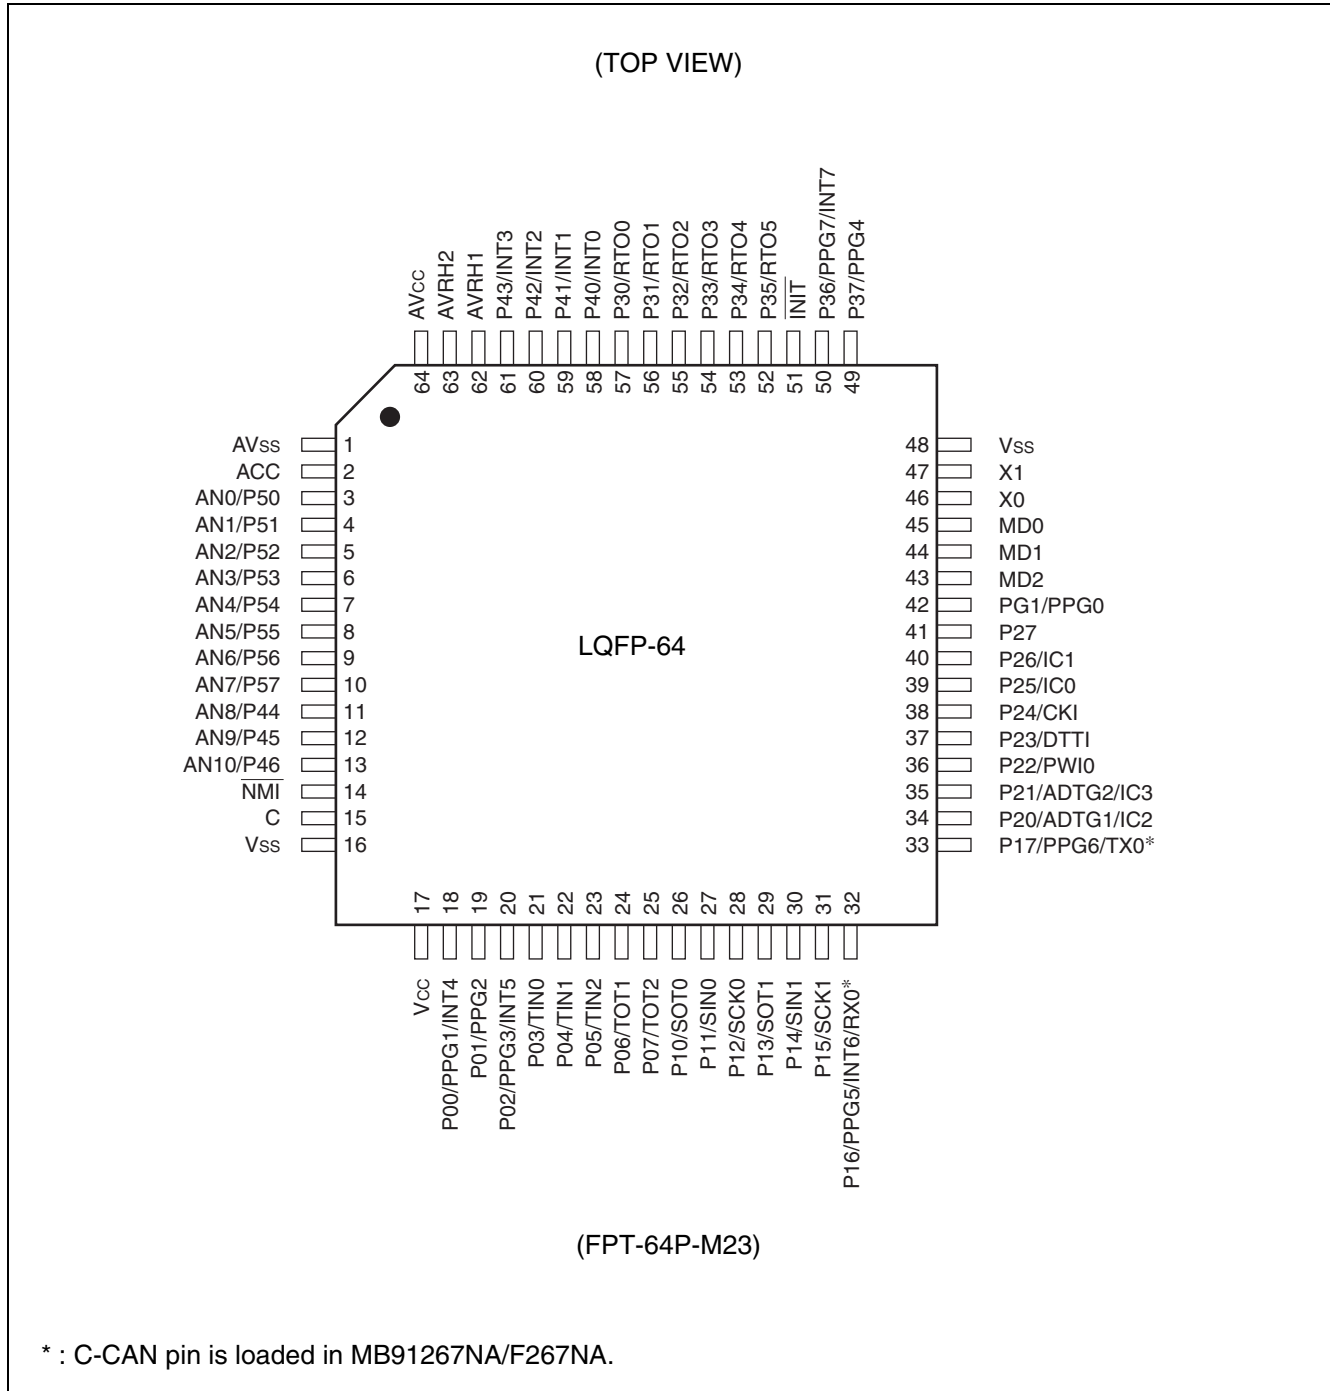 (TOP VIEW)
AVcc
AVRH2
AVRH1
P43/INT3
P42/INT2
P41/INT1
P40/INT0
P30/RTO0
P31/RTO1
P32/RTO2
P33/RTO3
P34/RTO4
P35/RTO5
INIT
P36/PPG7/INT7
P37/PPG4
64 63 62 61 60 59 58 57 56 55 54 53 52 51 50 49
AVss 1
ACC 2
AN0/P50 3
AN1/P51 4
AN2/P52 5
AN3/P53 6
AN4/P54 7
AN5/P55 8
AN6/P56 9
AN7/P57 10
AN8/P44 11
AN9/P45 12
AN10/P46 13
NMI 14
C 15
Vss 16
LQFP-64
48 Vss
47 X1
46 X0
45 MD0
44 MD1
43 MD2
42 PG1/PPG0
41 P27
40 P26/IC1
39 P25/IC0
38 P24/CKI
37 P23/DTTI
36 P22/PWI0
35 P21/ADTG2/IC3
34 P20/ADTG1/IC2
33 P17/PPG6/TX0*
17 18 19 20 21 22 23 24 25 26 27 28 29 30 31 32
Vcc
P00/PPG1/INT4
P01/PPG2
P02/PPG3/INT5
P03/TIN0
P04/TIN1
P05/TIN2
P06/TOT1
P07/TOT2
P10/SOT0
P11/SIN0
P12/SCK0
P13/SOT1
P14/SIN1
P15/SCK1
P16/PPG5/INT6/RX0*
(FPT-64P-M23)
* : C-CAN pin is loaded in MB91267NA/F267NA.